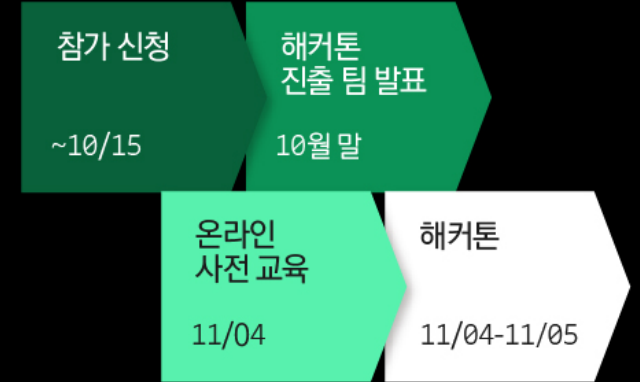 참가 신청
~10/15
해커톤
진출 팀 발표
10월 말
온라인
사전 교육
11/04
해커톤
11/04-11/05